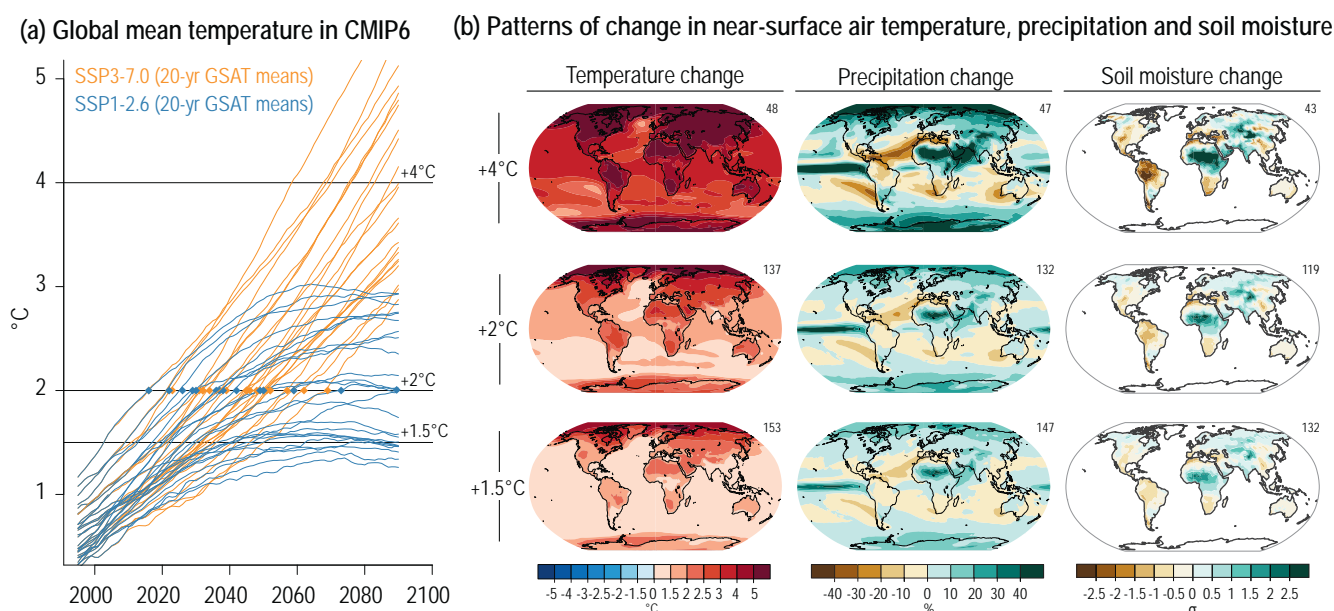 (a) Global mean temperature in CMIP6
SSP3-7.0 (20-yr GSAT means)
SSP1-2.6 (20-yr GSAT means)
°C
5
4
3
2
1
+4°C
+2°C
+1.5°C
2000 2020 2040 2060 2080 2100
(b) Patterns of change in near-surface air temperature, precipitation and soil moisture
Temperature change Precipitation change Soil moisture change
+4°C 48 47 43
+2°C 137 132 119
+1.5°C 153 147 132
-5 -4 -3 -2.5 -2 -1.5 0 1.5 2 2.5 3 4 5
°C
-40 -30 -20 -10 0 10 20 30 40
%
-2.5 -2 -1.5 -1 -0.5 0 0.5 1 1.5 2 2.5
σ